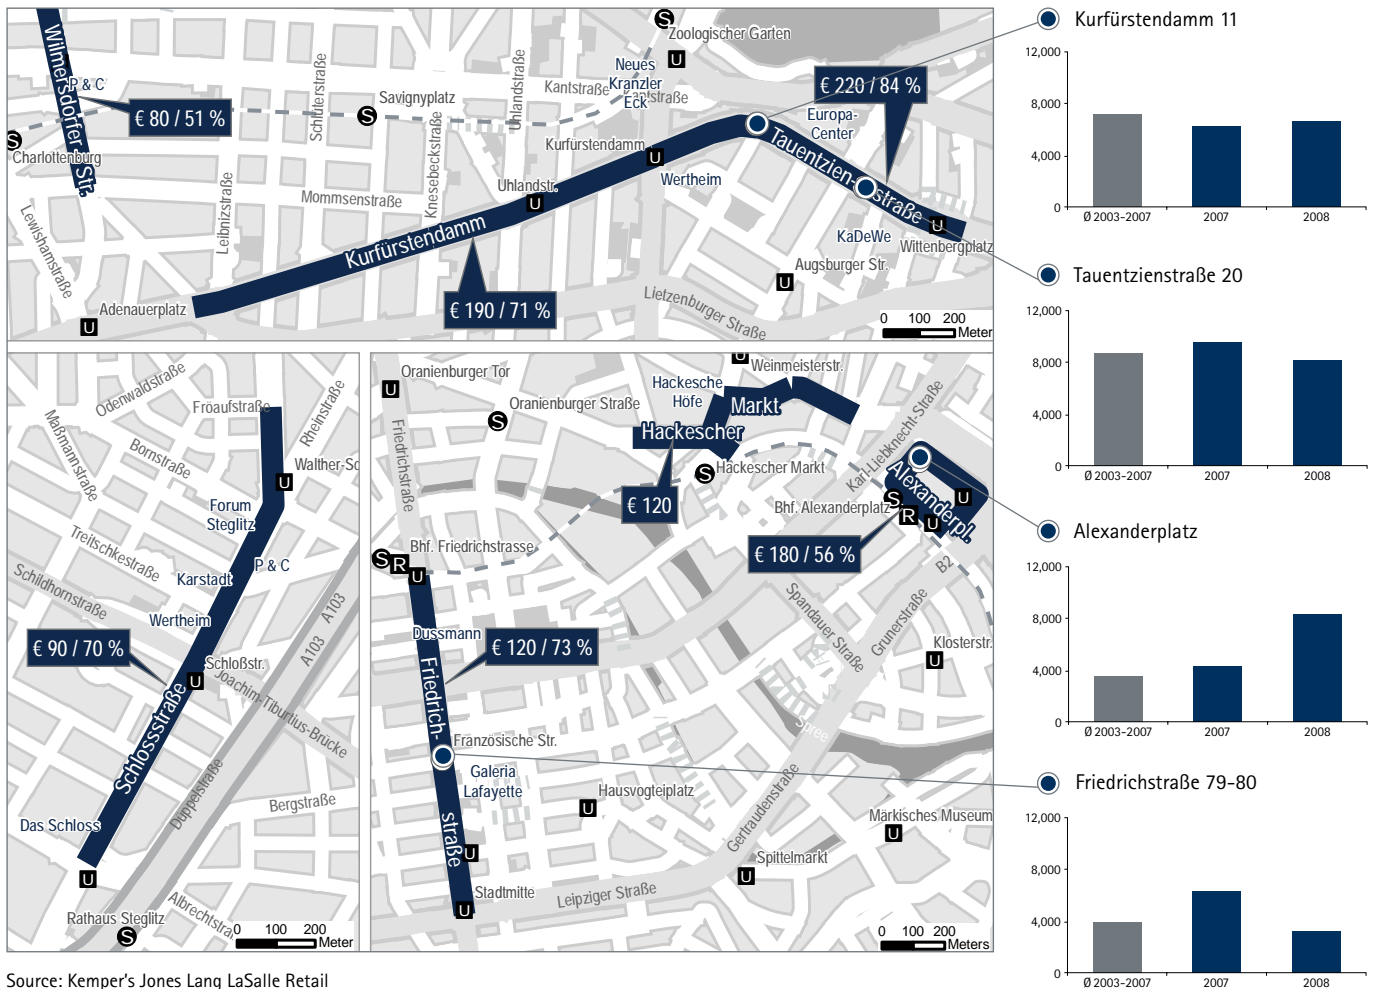 Wilmersdorfer Str.
P & C
€ 80 / 51 %
Charlottenburg
Lewishamstraße
Adenauerplatz
Leibnizstraße
Schlüterstraße
Savignyplatz
Mommsenstraße
Knesebeckstraße
Uhlandstraße
Uhlandstr.
Kurfürstendamm
Kurfürstendamm
€ 190 / 71 %
Kantstraße
Kantstraße
Neues
Kranzler
Eck
Zoologischer Garten
€ 220 / 84 %
Europa-
Center
Tauentzien-
straße
Wertheim
KaDeWe
Wittenbergplatz
Augsburger Str.
Lietzenburger Straße
0 100 200
Meter
Odenwaldstraße
Fröaufstraße
Rheinstraße
Maßmannstraße
Bornstraße
Walther-Sc
Forum
Steglitz
Treitschkestraße
P & C
Karstadt
Schildhornstraße
Wertheim
A103
A103
€ 90 / 70 %
Schloßstr.
Joachim-Tiburtius-Brücke
Schlossstraße
Düppelstraße
Bergstraße
Das Schloss
Albrechtstra
Rathaus Steglitz
0 100 200
Meter
Oranienburger Tor
Oranienburger Straße
Friedrichstraße
Hackesche
Höfe
Weinmeisterstr.
Markt
Hackescher
Hackescher Markt
€ 120
Karl-Liebknecht-Straße
Alexanderpl.
Bhf. Alexanderplatz
€ 180 / 56 %
B2
Bhf. Friedrichstrasse
Dussmann
€ 120 / 73 %
Friedrich-
straße
Französische Str.
Galeria
Lafayette
Hausvogteiplatz
Spandauer Straße
Grunerstraße
Klosterstr.
Spree
Gertraudenstraße
Märkisches Museum
Spittelmarkt
Stadtmitte
Leipziger Straße
0 100 200
Meters
Kurfürstendamm 11
12,000
8,000
4,000
0
Ø 2003-2007 2007 2008
Tauentzienstraße 20
12,000
8,000
4,000
0
Ø 2003-2007 2007 2008
Alexanderplatz
12,000
8,000
4,000
0
Ø 2003-2007 2007 2008
Friedrichstraße 79-80
12,000
8,000
4,000
0
Ø 2003-2007 2007 2008
Source: Kemper's Jones Lang LaSalle Retail